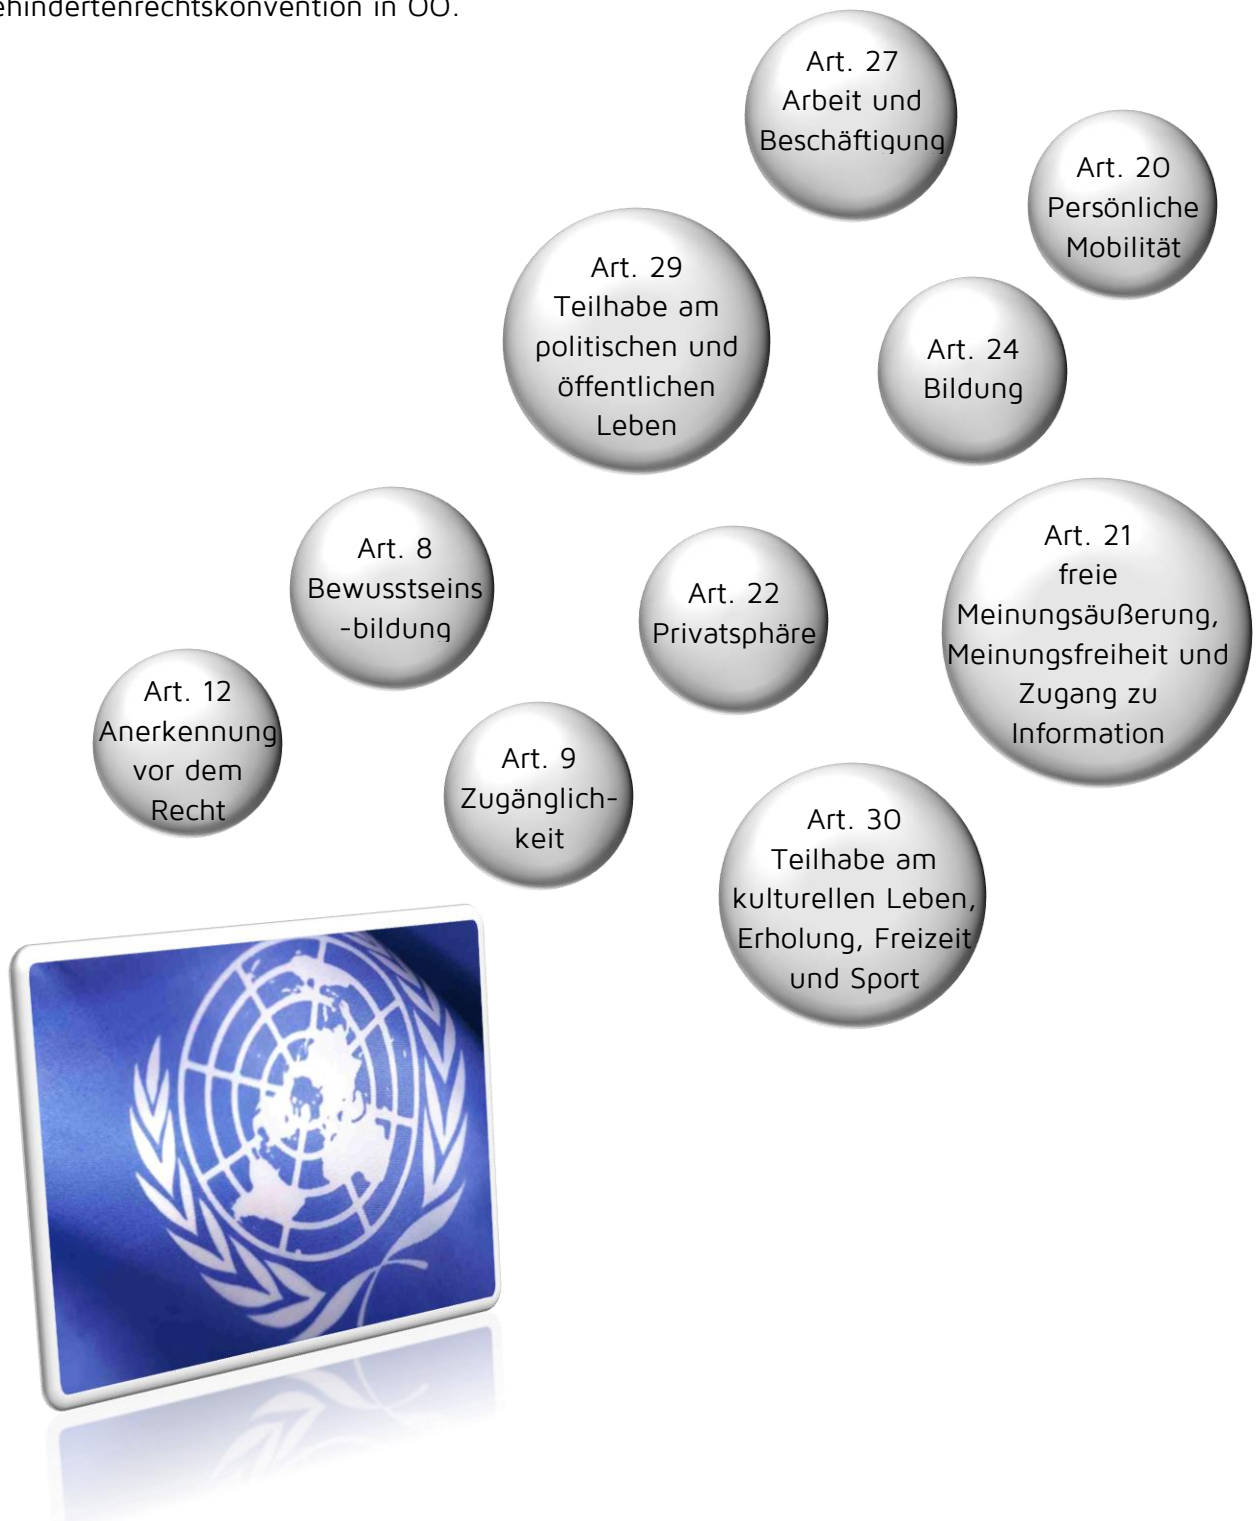 ehindertenrechtskonvention in OÖ.
Art. 27
Arbeit und
Beschäftigung
Art. 20
Persönliche
Mobilität
Art. 29
Teilhabe am
politischen und
öffentlichen
Leben
Art. 24
Bildung
Art. 21
freie
Meinungsäußerung,
Meinungsfreiheit und
Zugang zu
Information
Art. 8
Bewusstseins
-bildung
Art. 22
Privatsphäre
Art. 12
Anerkennung
vor dem
Recht
Art. 9
Zugänglich-
keit
Art. 30
Teilhabe am
kulturellen Leben,
Erholung, Freizeit
und Sport